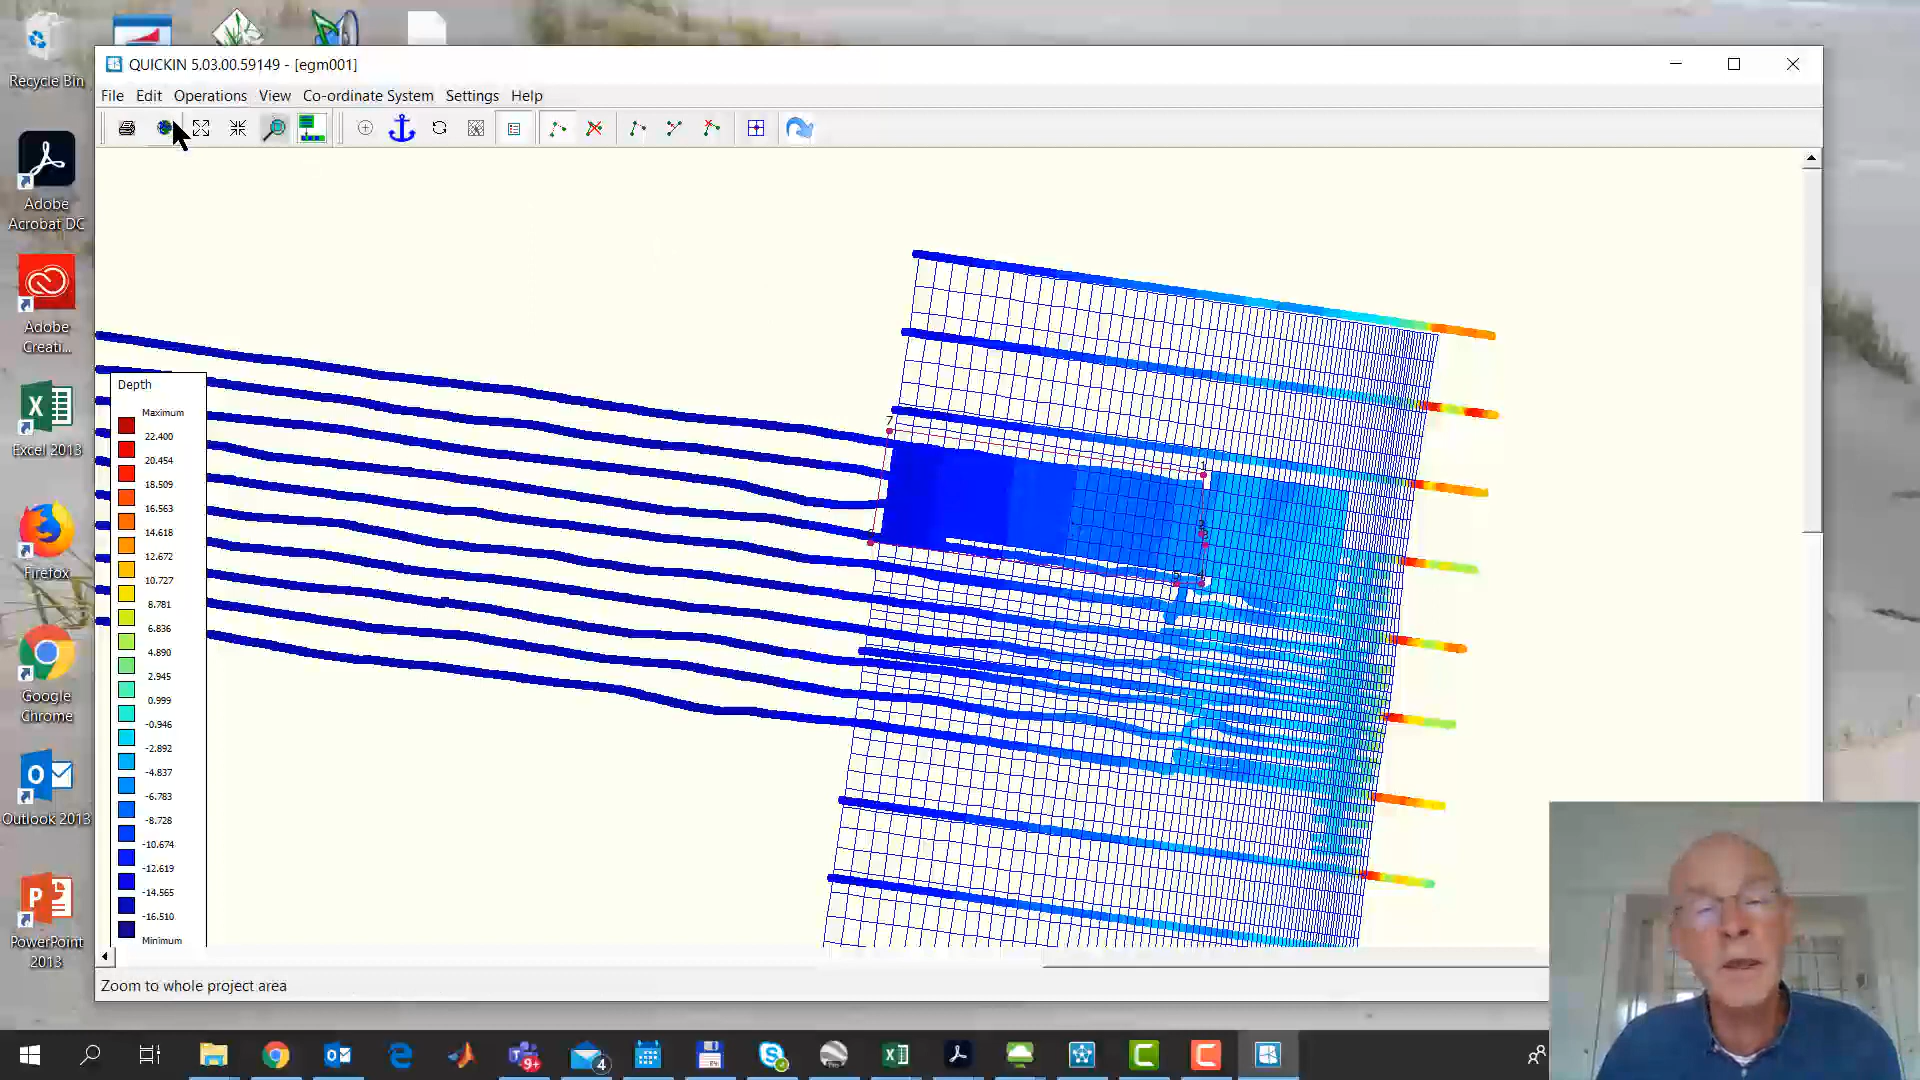 QUICKIN 5.03.00.59149 - [egm001]
File Edit Operations View Co-ordinate System Settings Help
Recycle Bin
Adobe
Acrobat DC
Adobe
Creati...
Excel 2013
Firefox
Google
Chrome
Outlook 2013
PowerPoint
2013
Depth
Maximum
22.400
20.454
18.509
16.563
14.618
12.672
10.727
8.781
6.836
4.890
2.945
0.999
-0.946
-2.892
-4.837
-6.783
-8.728
-10.674
-12.619
-14.565
-16.510
Minimum
7
1
Zoom to whole project area
9+
4